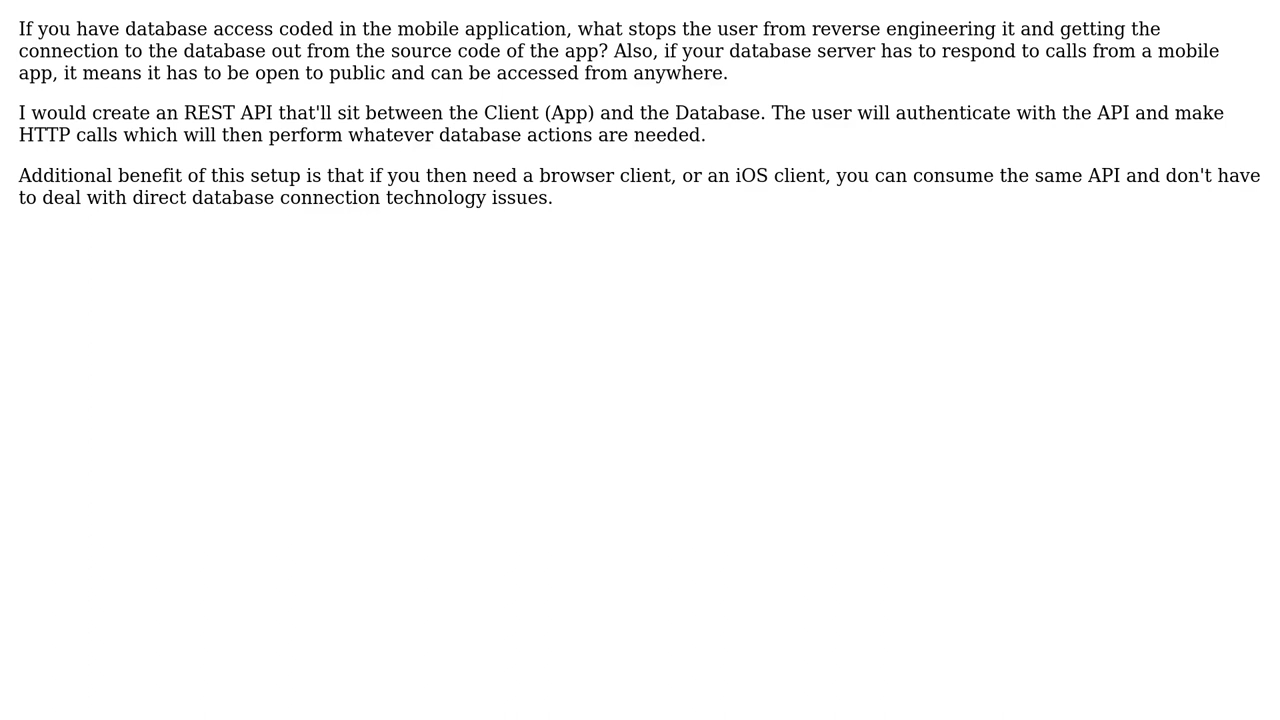 If you have database access coded in the mobile application, what stops the user from reverse engineering it and getting the
connection to the database out from the source code of the app? Also, if your database server has to respond to calls from a mobile
app, it means it has to be open to public and can be accessed from anywhere.
I would create an REST API that'll sit between the Client (App) and the Database. The user will authenticate with the API and make
HTTP calls which will then perform whatever database actions are needed.
Additional benefit of this setup is that if you then need a browser client, or an iOS client, you can consume the same API and don't have
to deal with direct database connection technology issues.